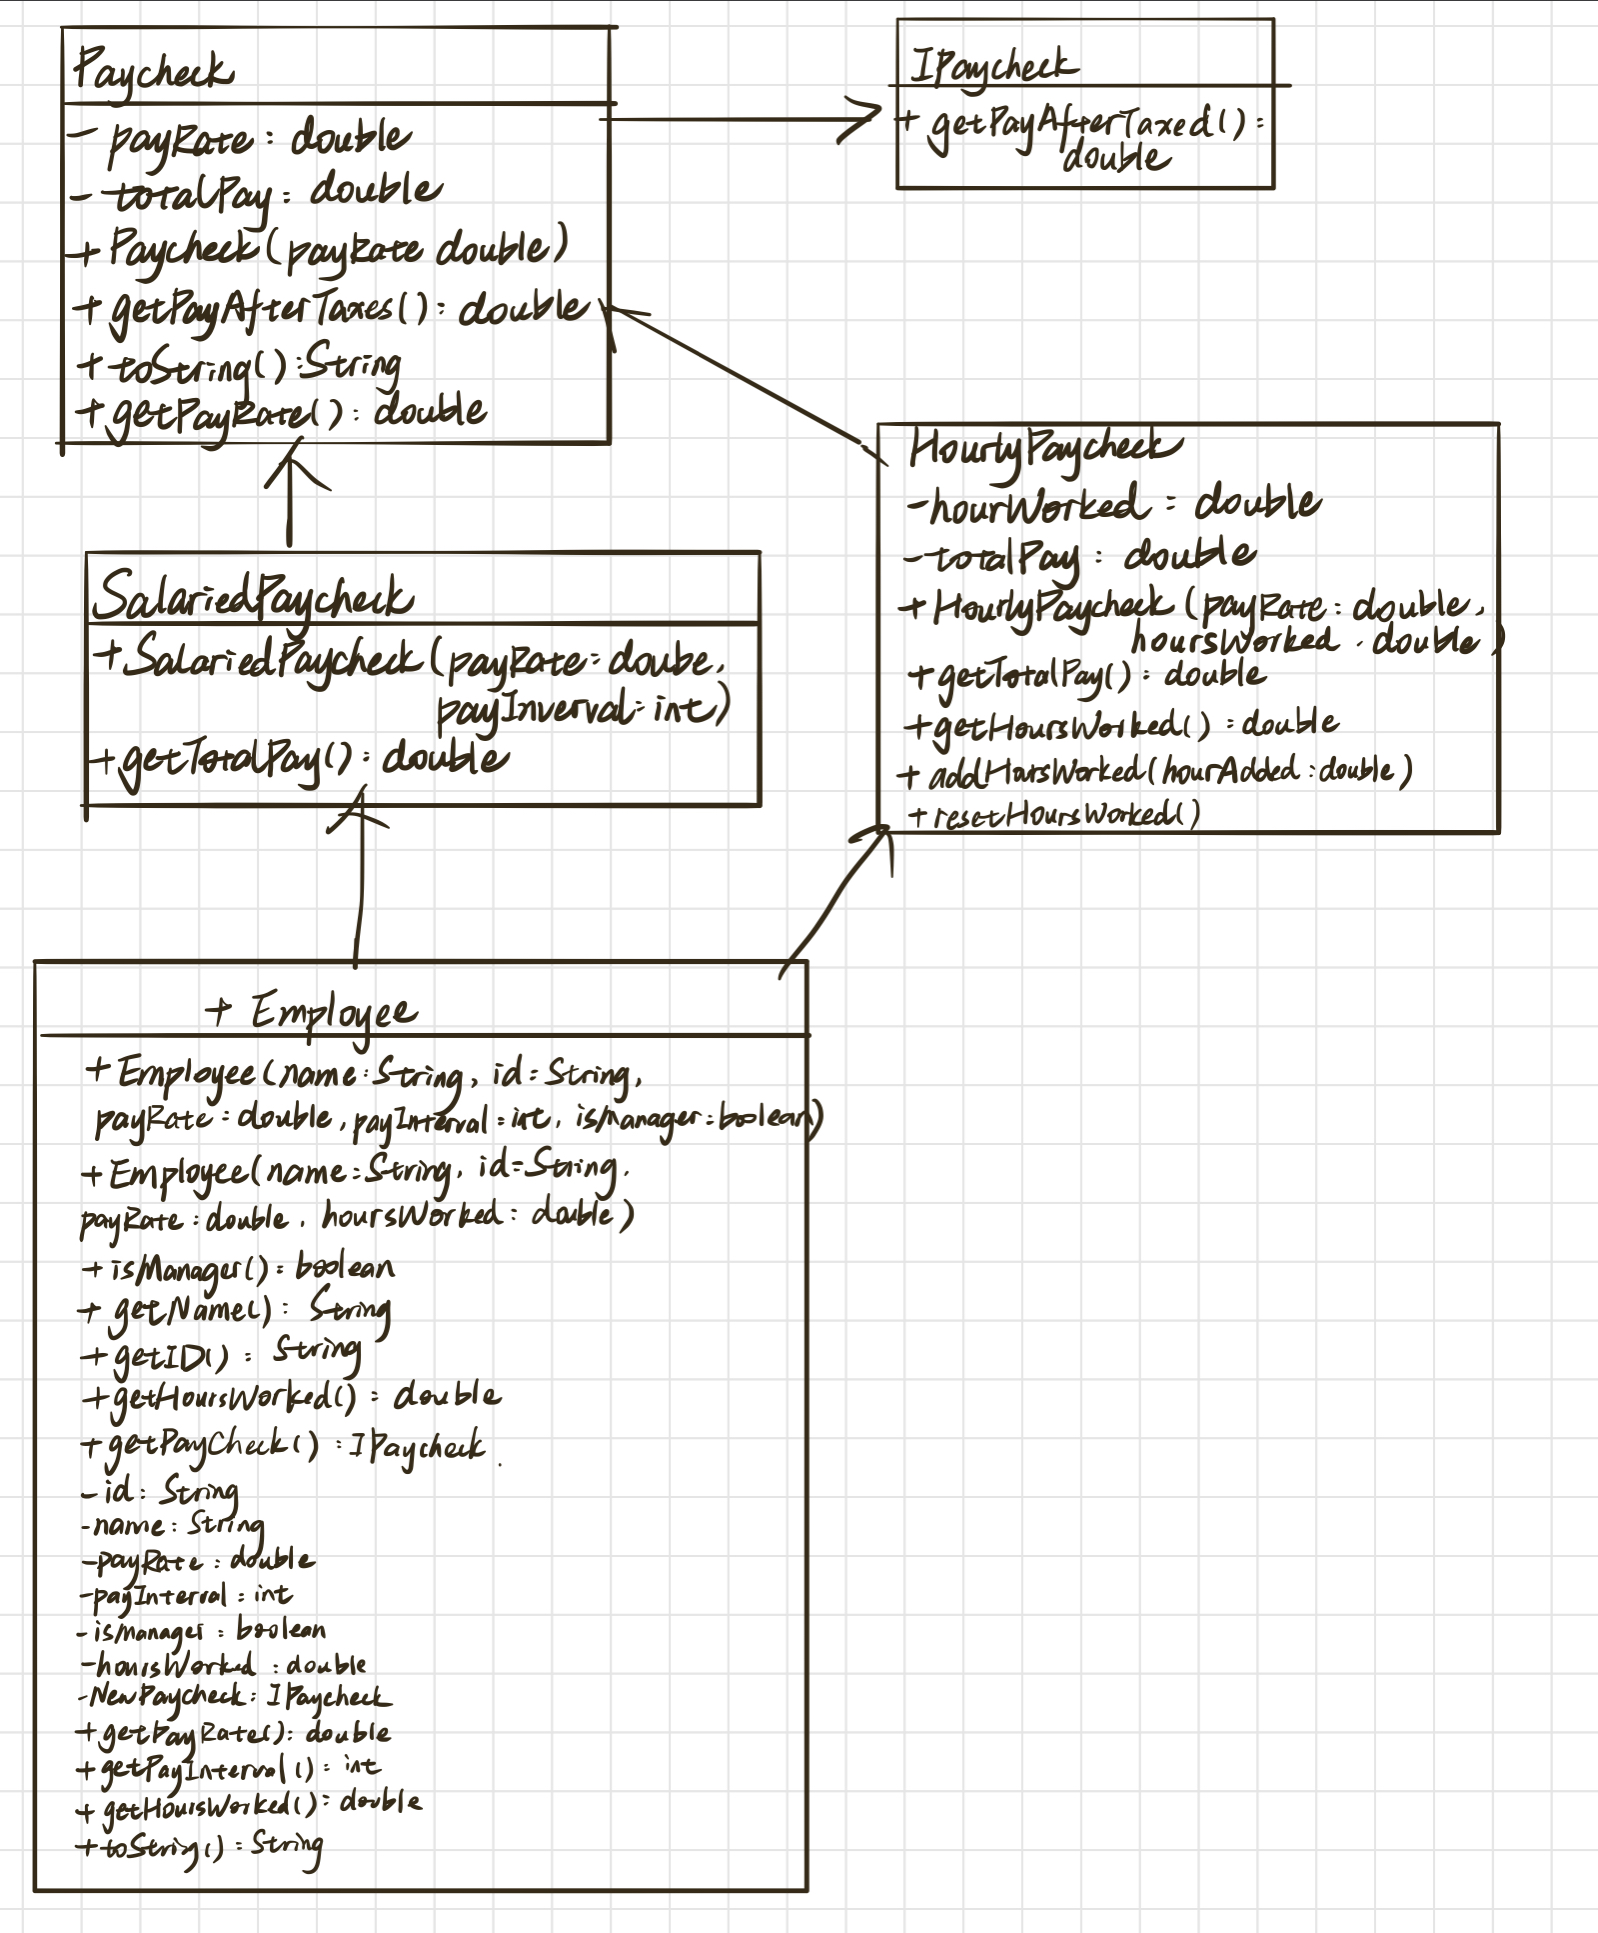 Paycheck
- payRate : double
- totalPay : double
+ Paycheck (payRate double)
+ getPayAfterTaxes() : double
+ toString() : String
+ getPayRate() : double
IPaycheck
+ getPayAfterTaxed() :
double
SalariedPaycheck
+ SalariedPaycheck (payRate : doube,
payInverval : int)
+ getTotalPay() : double
HourlyPaycheck
- hourWorked : double
- totalPay : double
+ HourlyPaycheck (payRate : double,
hoursWorked : double)
+ getTotalPay() : double
+ getHoursWorked() : double
+ addHoursWorked(hourAdded : double)
+ resetHoursWorked()
+ Employee
+ Employee (name : String, id : String,
payRate : double, payInterval : int, isManager : boolean)
+ Employee (name : String, id : String,
payRate : double, hoursWorked : double)
+ isManager() : boolean
+ getName() : String
+ getID() : String
+ getHoursWorked() : double
+ getPayCheck() : IPaycheck
- id : String
- name : String
- payRate : double
- payInterval : int
- isManager : boolean
- hoursWorked : double
- NewPaycheck : IPaycheck
+ getPayRate() : double
+ getPayInterval() : int
+ getHoursWorked() : double
+ toString() : String